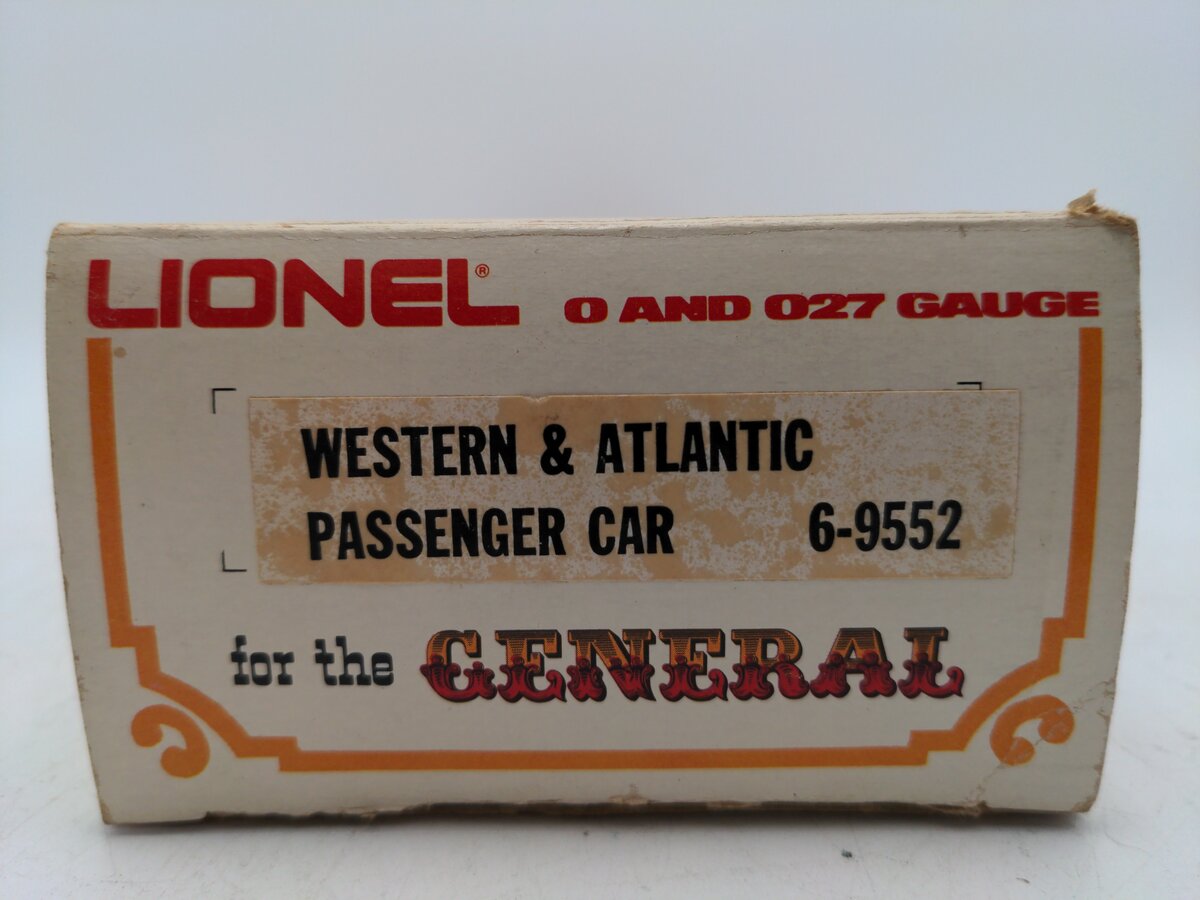 LIONEL® O AND O27 GAUGE
WESTERN & ATLANTIC
PASSENGER CAR 6-9552
for the GENERAL